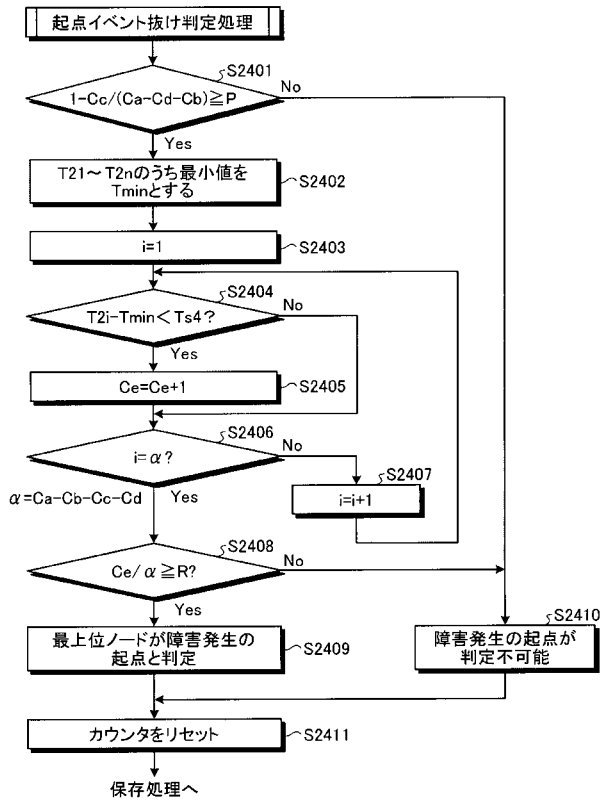 起点イベント抜け判定処理
S2401
1-Cc/(Ca-Cd-Cb)≧P
No
Yes
T21～T2nのうち最小値を
Tminとする
S2402
i=1
S2403
S2404
T2i-Tmin<Ts4?
No
Yes
Ce=Ce+1
S2405
S2406
i=α?
No
α=Ca-Cb-Cc-Cd
Yes
S2407
i=i+1
S2408
Ce/α≧R?
No
Yes
最上位ノードが障害発生の
起点と判定
S2409
S2410
障害発生の起点が
判定不可能
カウンタをリセット
S2411
保存処理へ